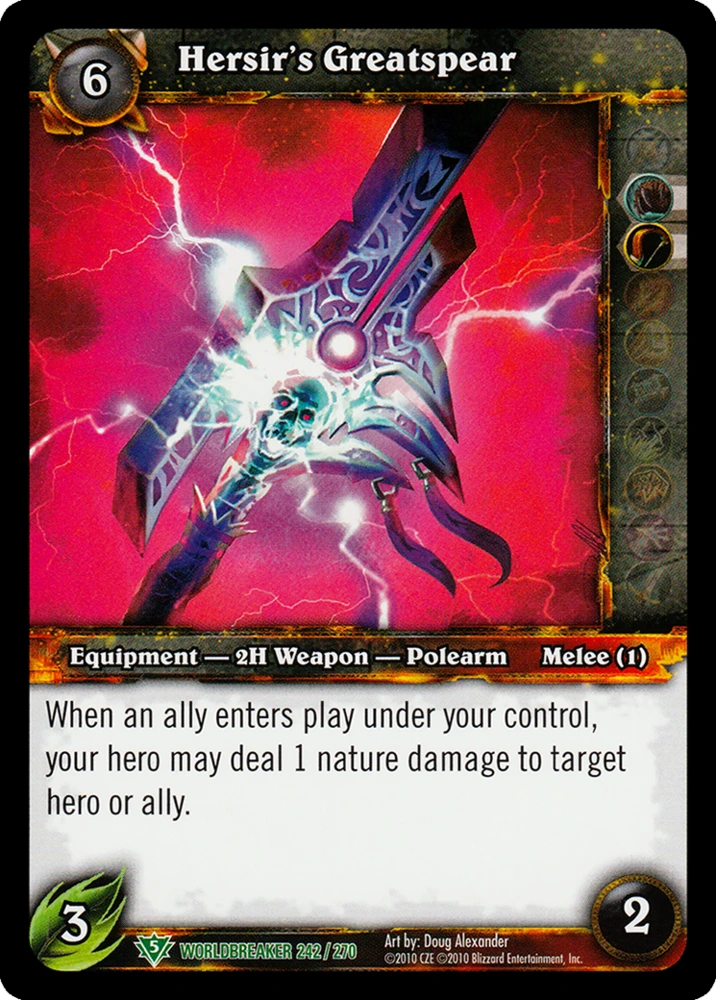 6
Hersir's Greatspear
Equipment — 2H Weapon — Polearm Melee (1)
When an ally enters play under your control,
your hero may deal 1 nature damage to target
hero or ally.
3
5
WORLDBREAKER 242/270
Art by: Doug Alexander
©2010 CZE ©2010 Blizzard Entertainment, Inc.
2